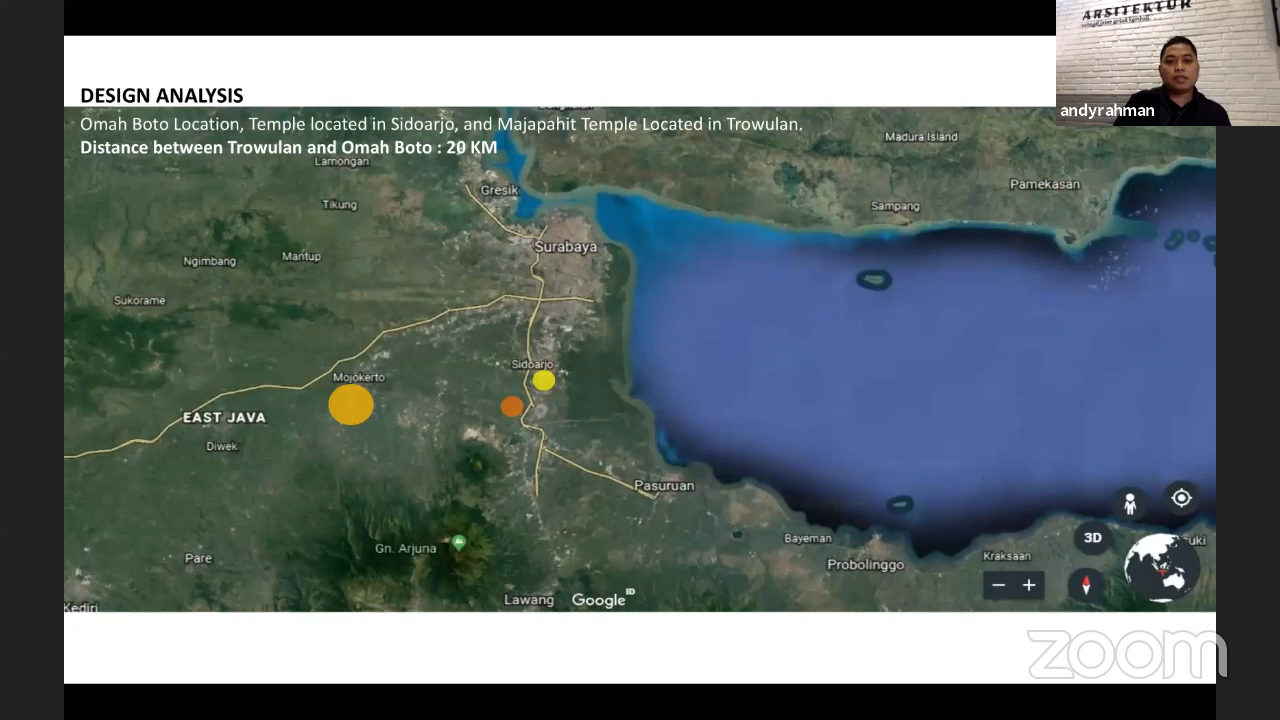 ARSITEKTUR
andyrahman
DESIGN ANALYSIS
Omah Boto Location, Temple located in Sidoarjo, and Majapahit Temple Located in Trowulan.
Distance between Trowulan and Omah Boto : 20 KM
Lamongan
Madura Island
Gresik
Pamekasan
Tikung
Sampang
Surabaya
Ngimbang
Mantup
Sukorame
Sidoarjo
Mojokerto
EAST JAVA
Diwek
Pasuruan
Gn. Arjuna
Bayeman
3D
uki
Pare
Probolinggo
Kraksaan
Kediri
Lawang
Google
zoom